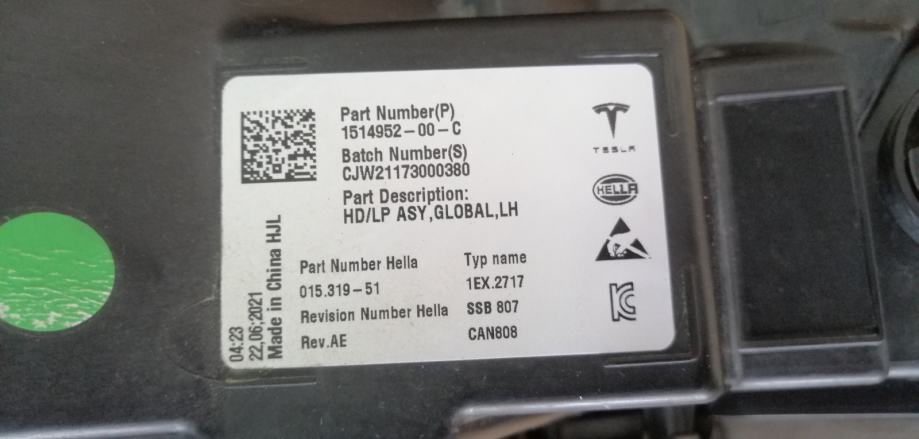 Part Number(P)
1514952-00-C
Batch Number(S)
CJW21173000380
Part Description:
HD/LP ASY,GLOBAL,LH
TESLA
HELLA
Part Number Hella
015.319-51
Revision Number Hella
Rev.AE
Typ name
1EX.2717
SSB 807
CAN808
04:23
22,06;2021
Made in China HJL